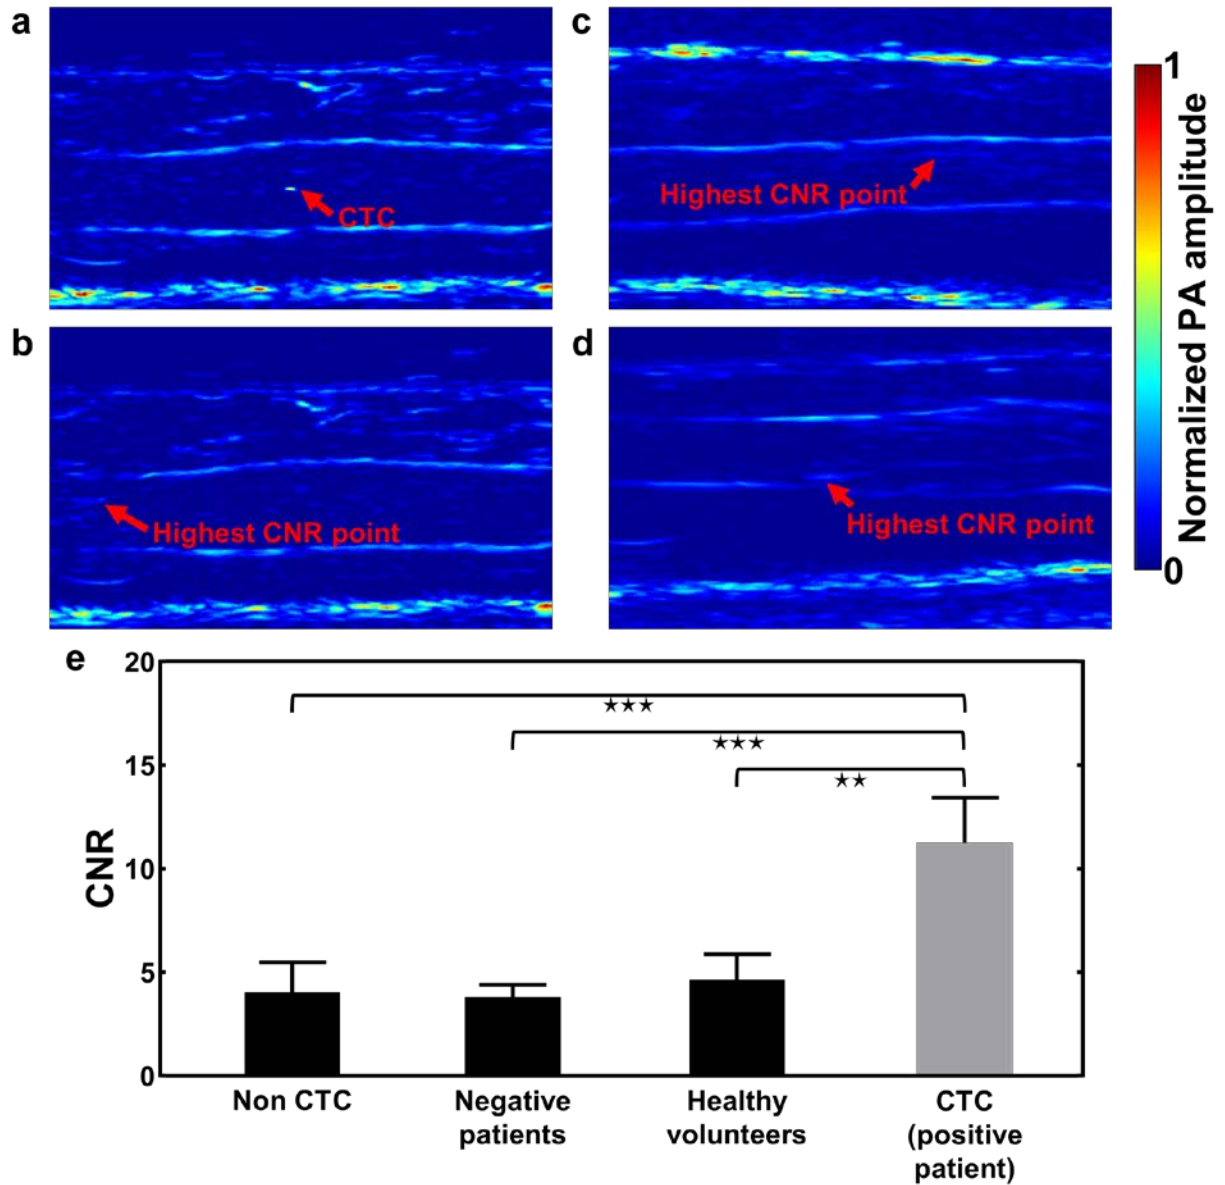 a
CTC
c
Highest CNR point
b
Highest CNR point
d
Highest CNR point
1
Normalized PA amplitude
0
e
CNR
20
15
10
5
0
★★★
★★★
★★
Non CTC
Negative
patients
Healthy
volunteers
CTC
(positive
patient)